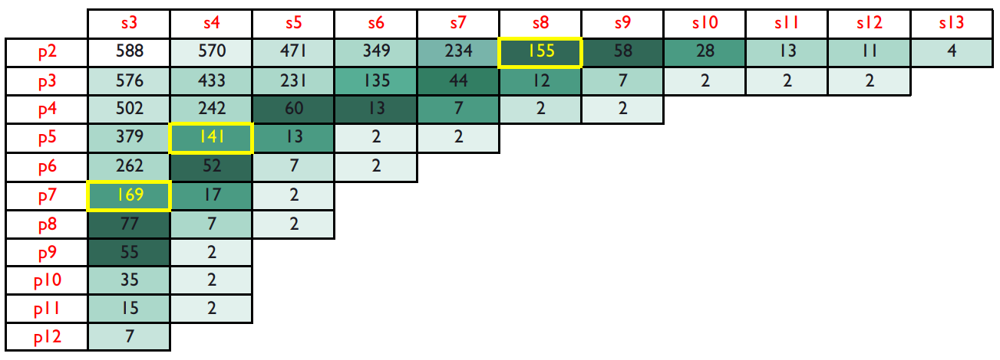 s3 s4 s5 s6 s7 s8 s9 s10 s11 s12 s13
p2 588 570 471 349 234 155 58 28 13 11 4
p3 576 433 231 135 44 12 7 2 2 2
p4 502 242 60 13 7 2 2
p5 379 141 13 2 2
p6 262 52 7 2
p7 169 17 2
p8 77 7 2
p9 55 2
p10 35 2
p11 15 2
p12 7